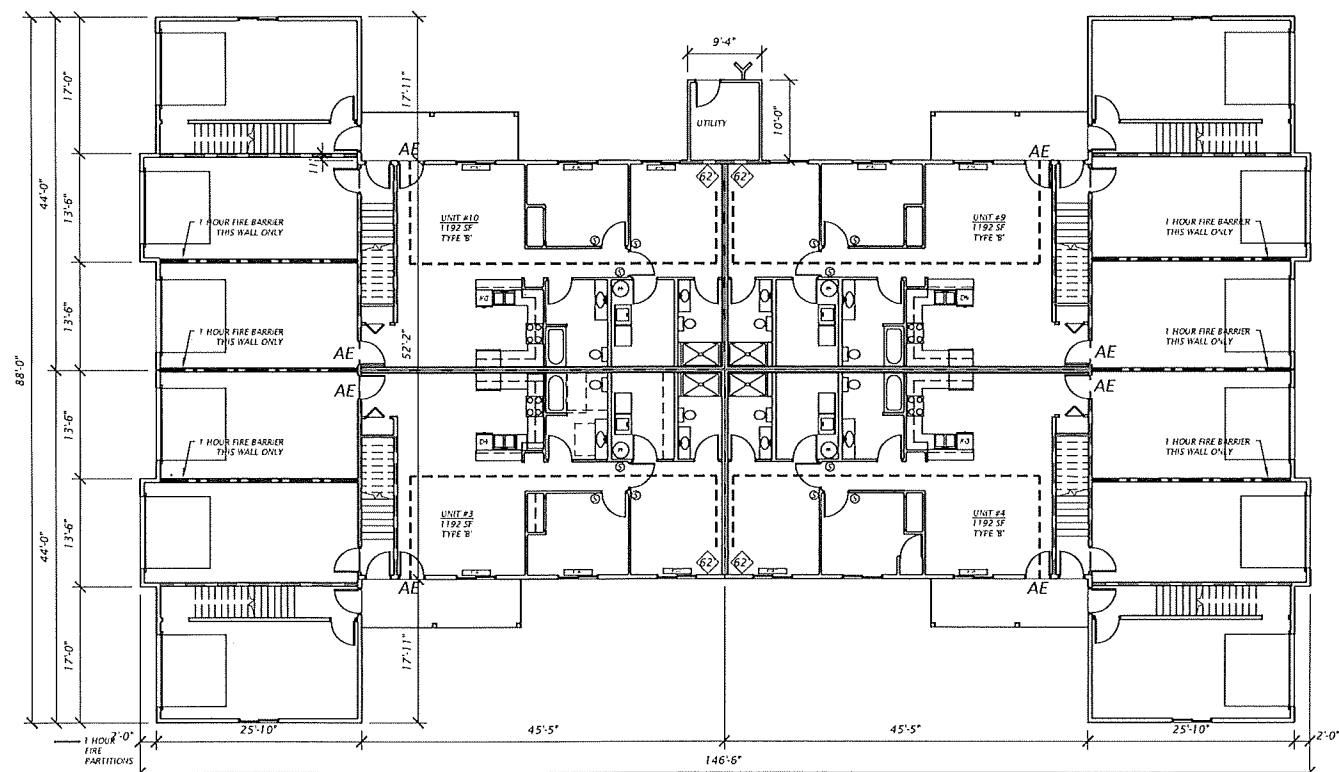 9'-4"
17'-0"
17'-11"
UTILITY
10'-0"
11"
AE
AE
62
62
44'-0"
13'-6"
1 HOUR FIRE BARRIER
THIS WALL ONLY
UNIT #10
1192 SF
TYPE 'B'
UNIT #9
1192 SF
TYPE 'B'
1 HOUR FIRE BARRIER
THIS WALL ONLY
13'-6"
1 HOUR FIRE BARRIER
THIS WALL ONLY
AE
52'-2"
AE
1 HOUR FIRE BARRIER
THIS WALL ONLY
88'-0"
AE
AE
13'-6"
1 HOUR FIRE BARRIER
THIS WALL ONLY
1 HOUR FIRE BARRIER
THIS WALL ONLY
44'-0"
13'-6"
UNIT #3
1192 SF
TYPE 'B'
UNIT #4
1192 SF
TYPE 'B'
62
62
AE
AE
17'-0"
17'-11"
2'-0"
25'-10"
45'-5"
45'-5"
25'-10"
2'-0"
1 HOUR
FIRE
PARTITIONS
146'-6"